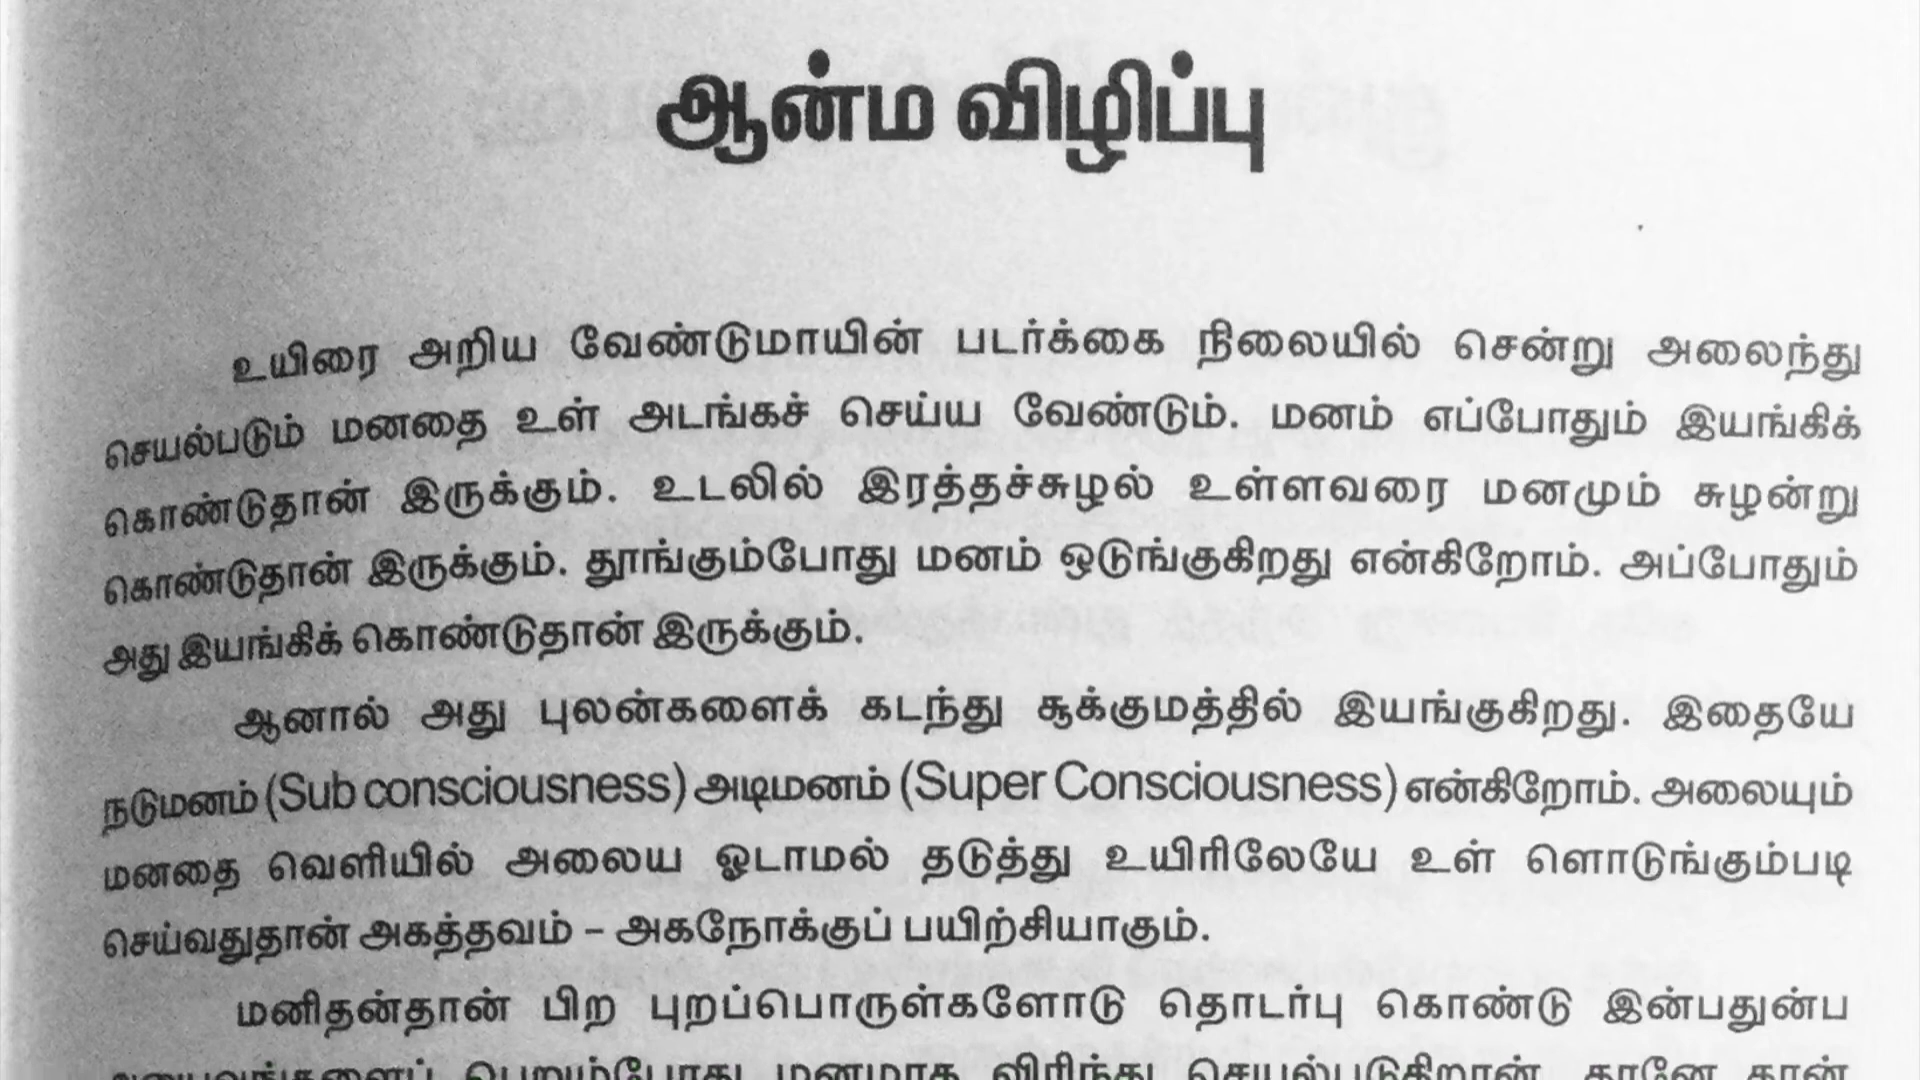 ஆன்ம விழிப்பு
உயிரை அறிய வேண்டுமாயின் படர்க்கை நிலையில் சென்று அலைந்து
செயல்படும் மனதை உள் அடங்கச் செய்ய வேண்டும். மனம் எப்போதும் இயங்கிக்
கொண்டுதான் இருக்கும். உடலில் இரத்தச்சுழல் உள்ளவரை மனமும் சுழன்று
கொண்டுதான் இருக்கும். தூங்கும்போது மனம் ஒடுங்குகிறது என்கிறோம். அப்போதும்
அது இயங்கிக் கொண்டுதான் இருக்கும்.
ஆனால் அது புலன்களைக் கடந்து சூக்குமத்தில் இயங்குகிறது. இதையே
நடுமனம் (Sub consciousness) அடிமனம் (Super Consciousness) என்கிறோம். அலையும்
மனதை வெளியில் அலைய ஓடாமல் தடுத்து உயிரிலேயே உள் ளொடுங்கும்படி
செய்வதுதான் அகத்தவம் – அகநோக்குப் பயிற்சியாகும்.
மனிதன்தான் பிற புறப்பொருள்களோடு தொடர்பு கொண்டு இன்பதுன்ப
பெறும்போது மனமாக விரிந்து செயல்படுகிறான். தானே தான்